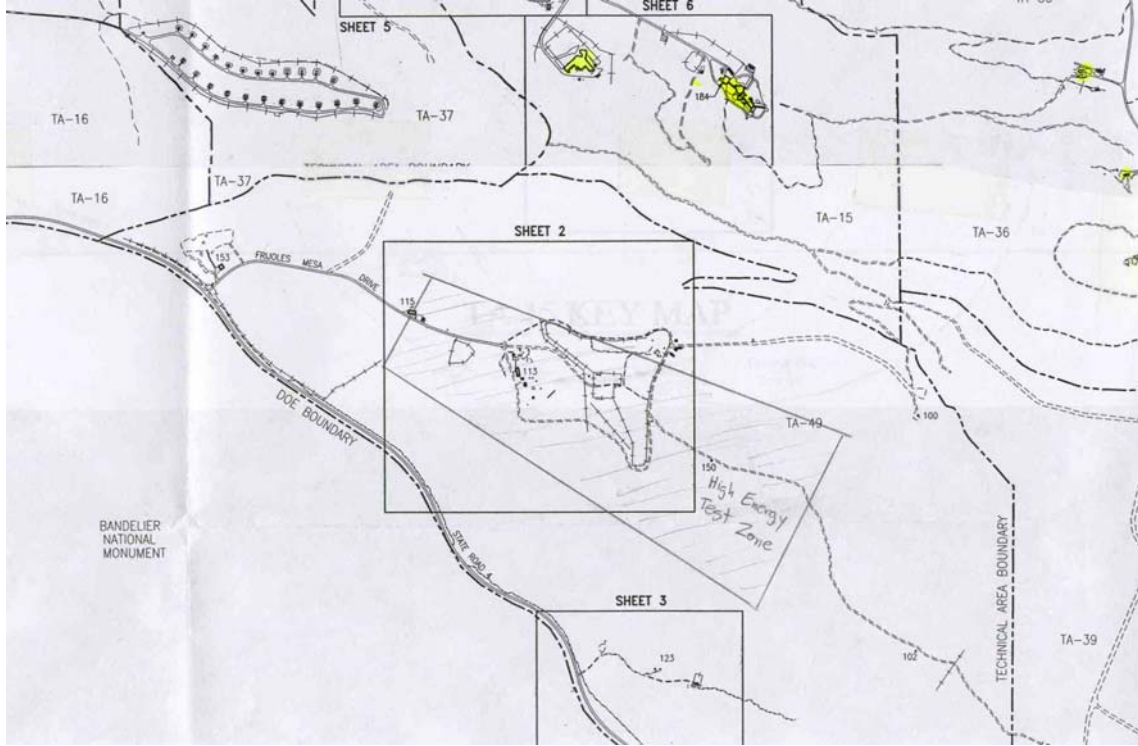 SHEET 5
SHEET 6
TA-16
TA-37
184
TA-16
TA-37
TA-15
TA-36
SHEET 2
153
FRIJOLES MESA DRIVE
115
TA-45 KEY MAP
113
100
DOE BOUNDARY
TA-49
150
High Energy
Test Zone
BANDELIER
NATIONAL
MONUMENT
STATE ROAD 4
TECHNICAL AREA BOUNDARY
SHEET 3
123
102
TA-39